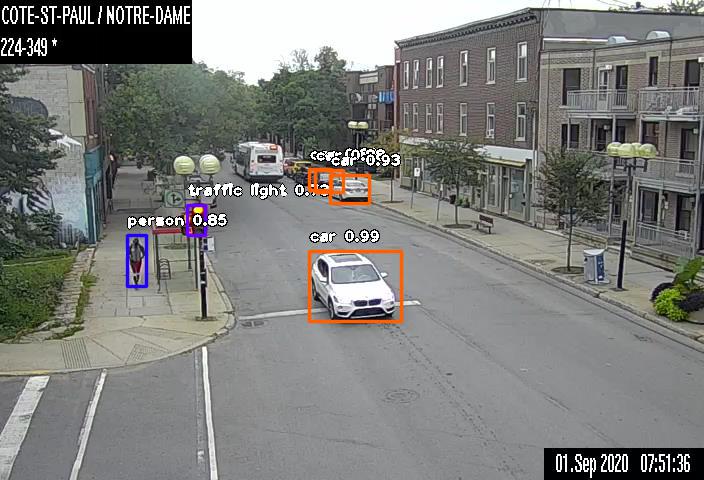 COTE-ST-PAUL / NOTRE-DAME
224-349 *
car 0.93
traffic light 0.
person 0.85
car 0.99
01.Sep 2020 07:51:36